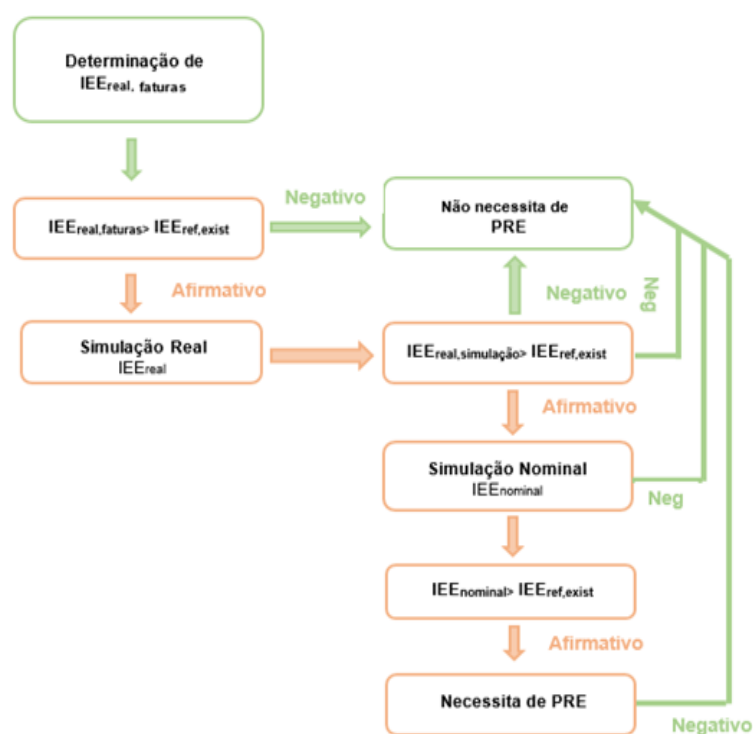 Determinação de
IEEreal, faturas
Negativo
IEEreal,faturas> IEEref,exist
Não necessita de
PRE
Afirmativo
Negativo
Neg
Simulação Real
IEEreal
IEEreal,simulação> IEEref,exist
Afirmativo
Simulação Nominal
IEEnominal
Neg
IEEnominal> IEEref,exist
Afirmativo
Necessita de PRE
Negativo